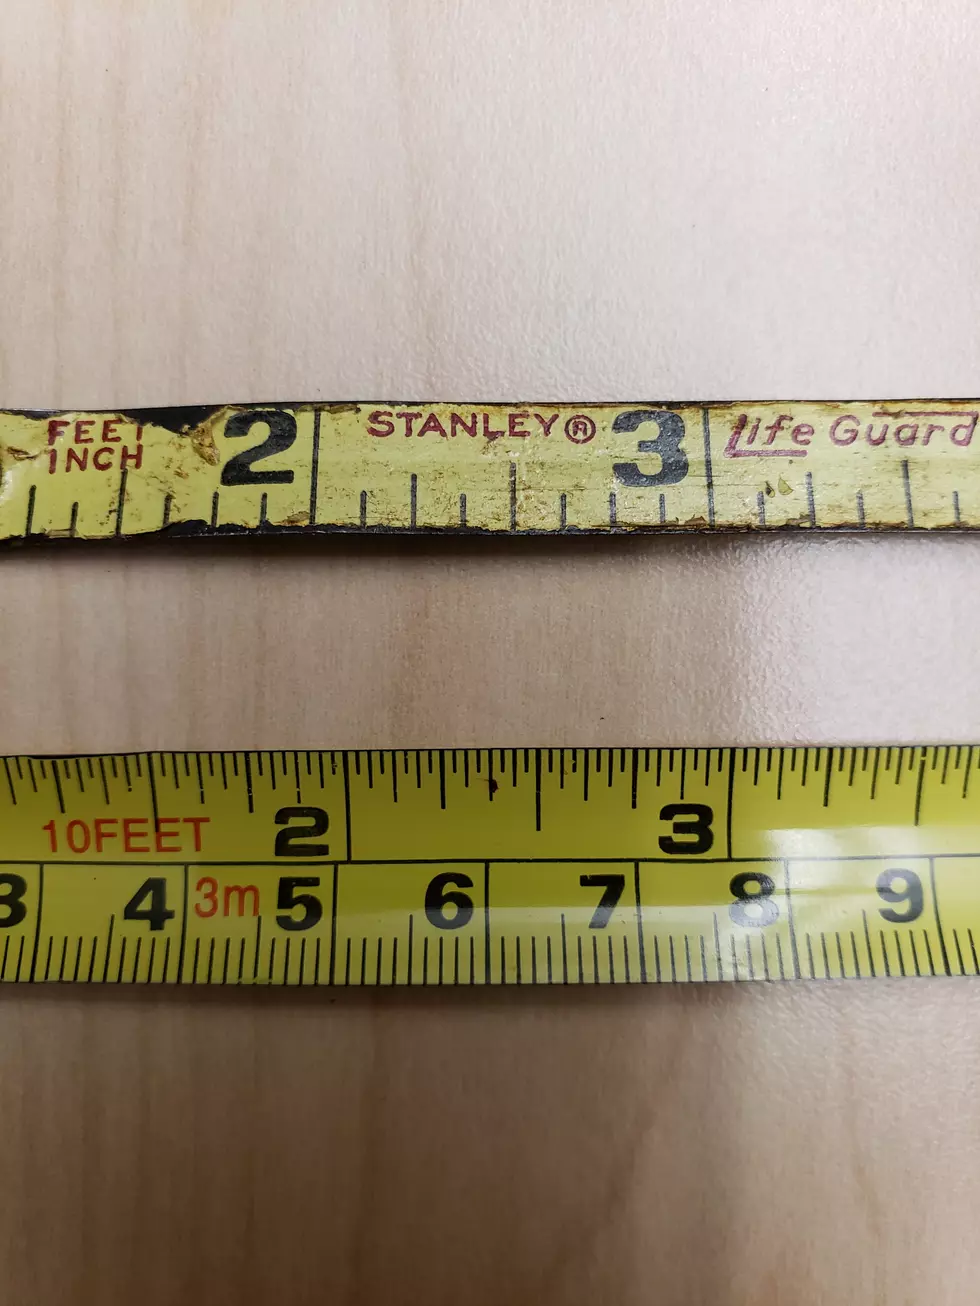 FEET
INCH 2 STANLEY® 3 Life Guard
10FEET 2 3
3 4 3m 5 6 7 8 9